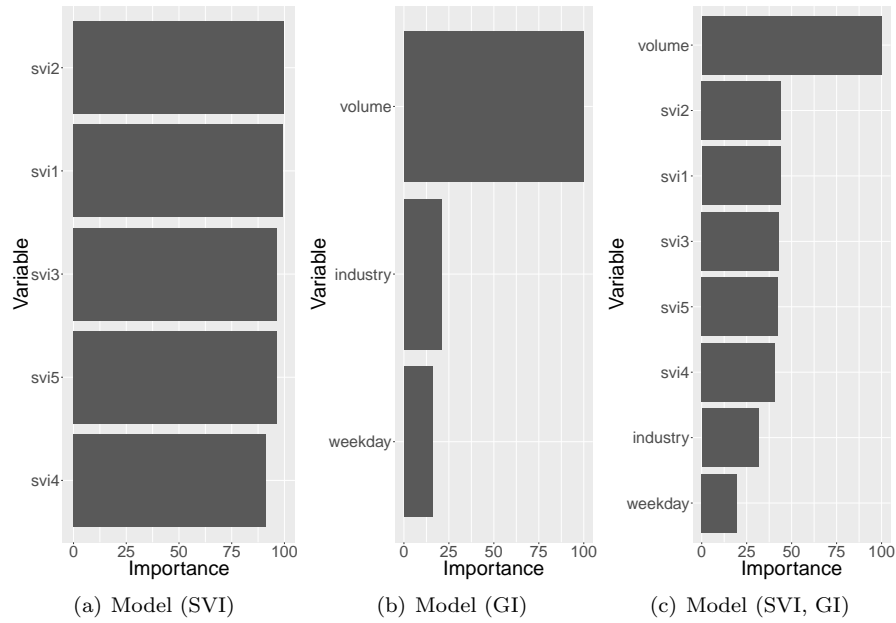 Variable
svi2
svi1
svi3
svi5
svi4
0 25 50 75 100
Importance
(a) Model (SVI)
Variable
volume
industry
weekday
0 25 50 75 100
Importance
(b) Model (GI)
Variable
volume
svi2
svi1
svi3
svi5
svi4
industry
weekday
0 25 50 75 100
Importance
(c) Model (SVI, GI)